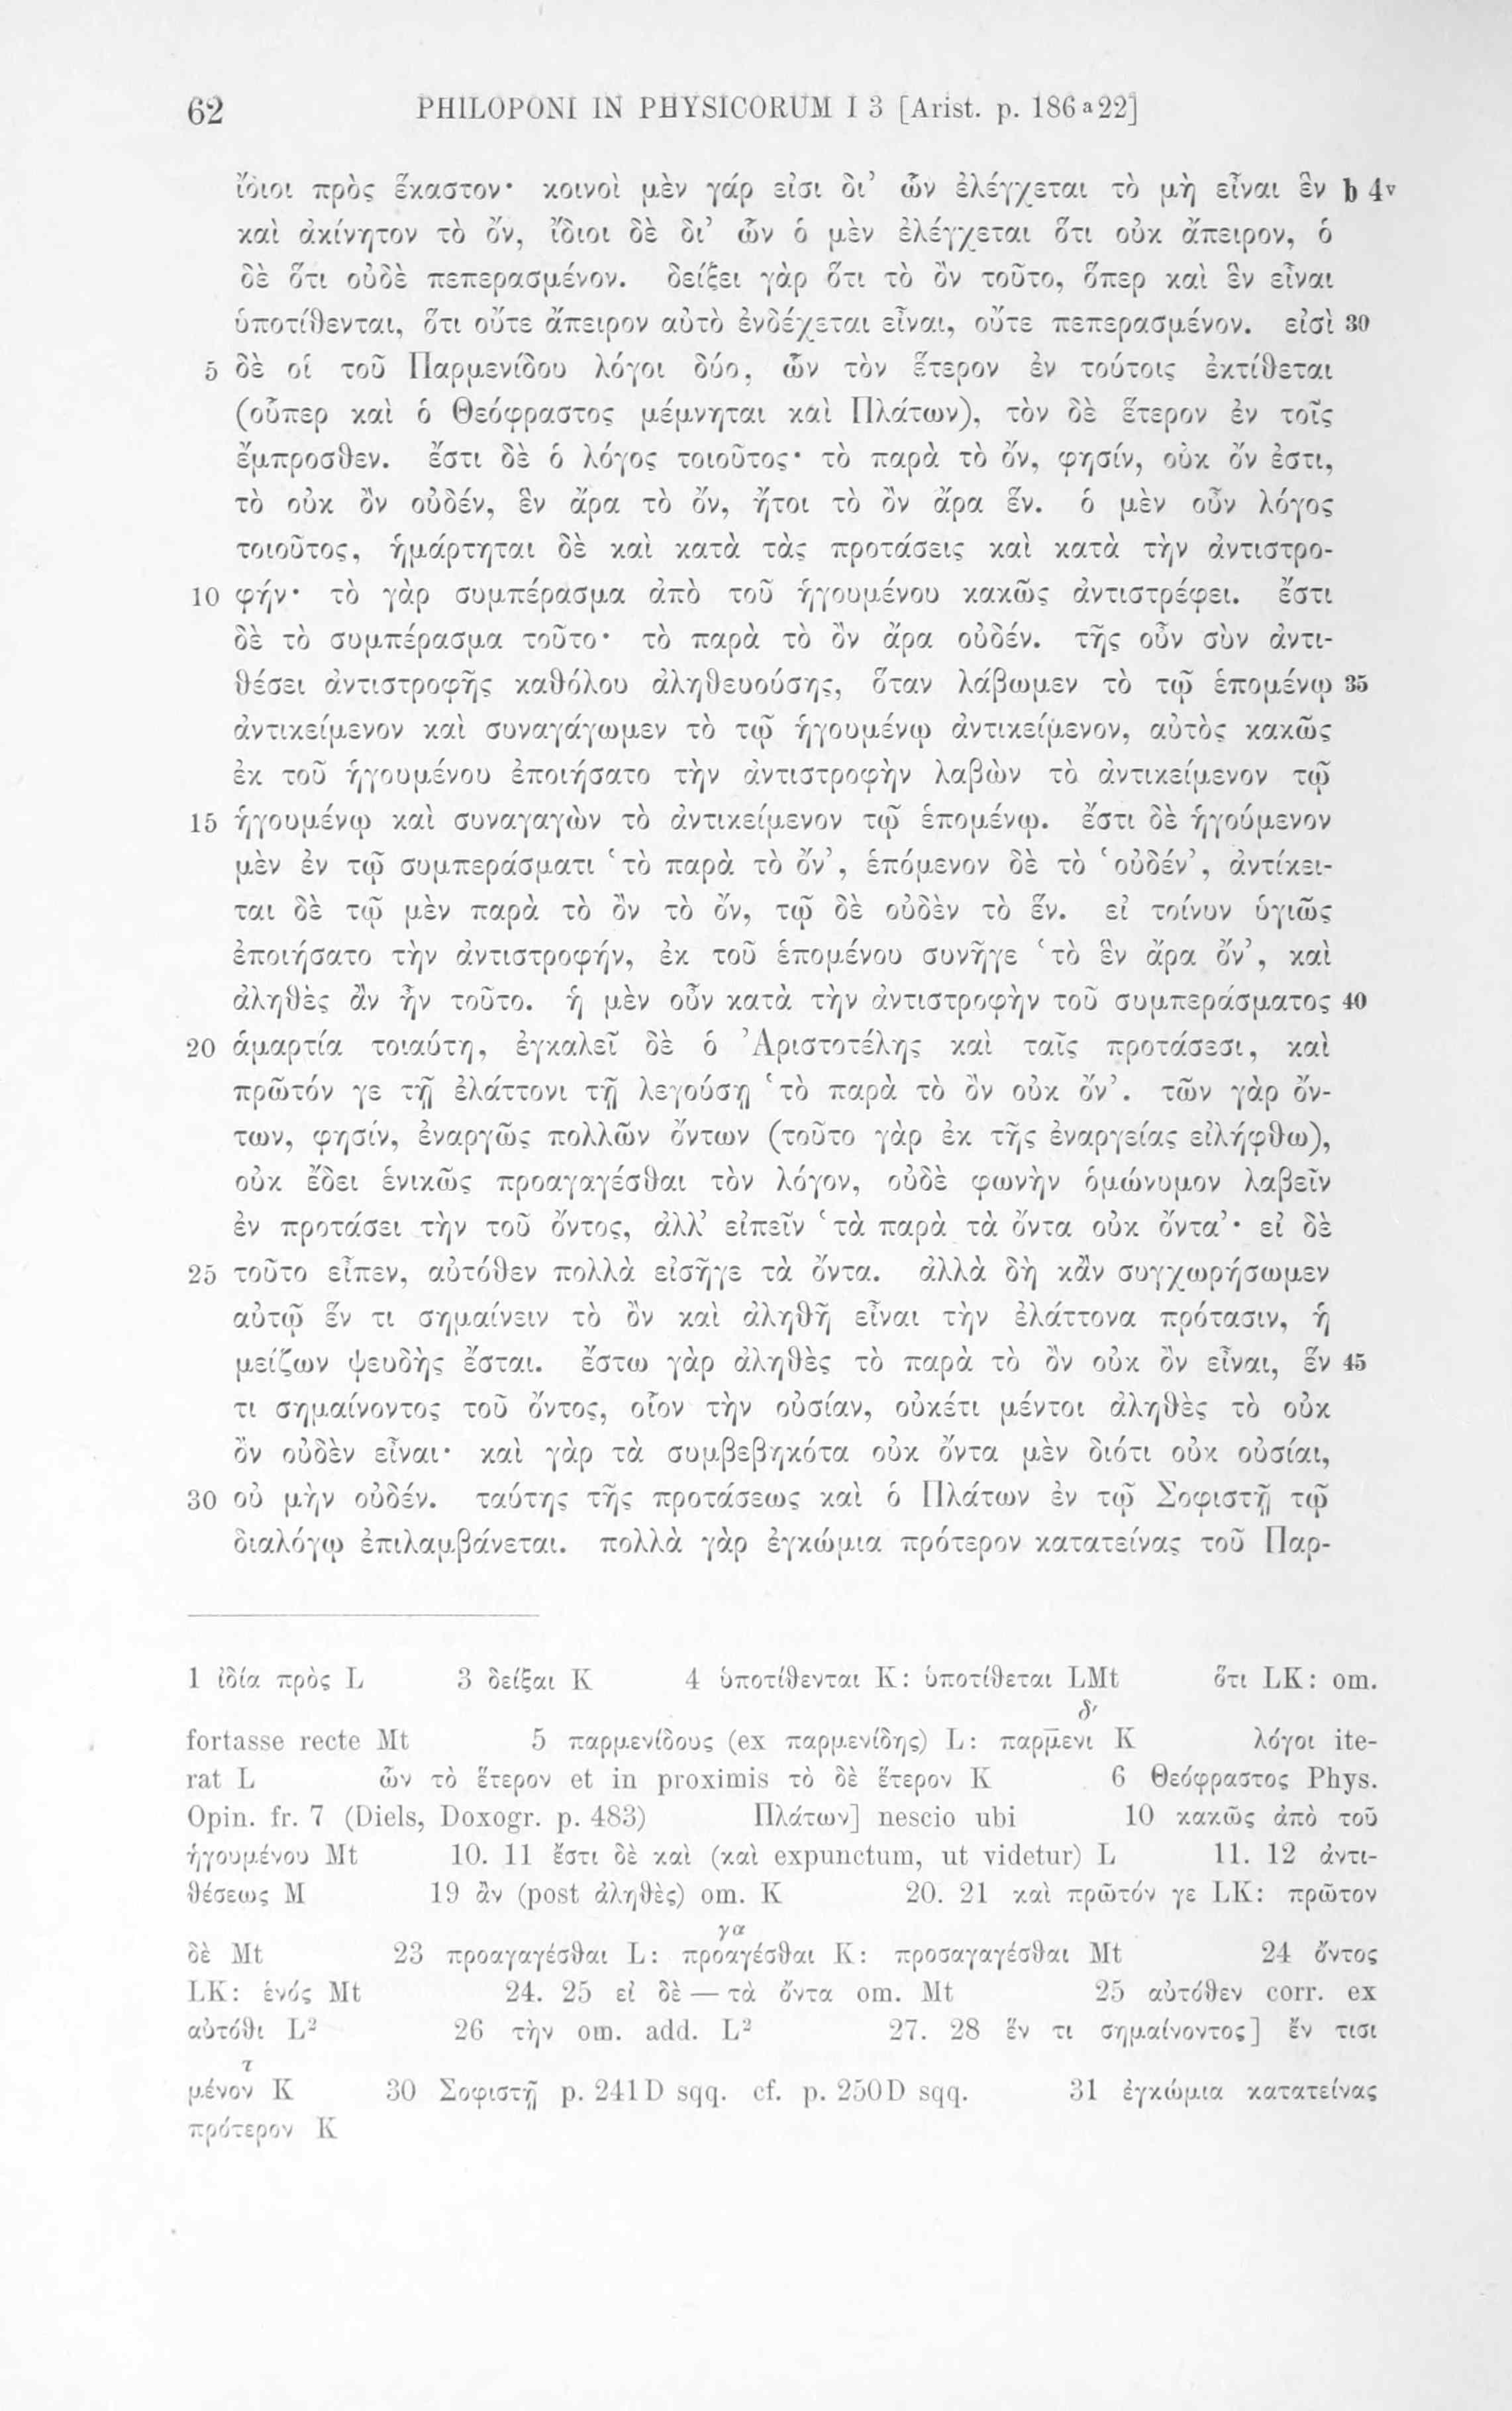 62 PHILOPONI IN PHYSICORUM I 3 [Arist. p. 186 a 22]
ἴδιοι πρὸς ἕκαστον· κοινοὶ μὲν γάρ εἰσι δι’ ὧν ἐλέγχεται τὸ μὴ εἶναι ἓν b 4v
καὶ ἀκίνητον τὸ ὄν, ἴδιοι δὲ δι’ ὧν ὁ μὲν ἐλέγχεται ὅτι οὐκ ἄπειρον, ὁ
δὲ ὅτι οὐδὲ πεπερασμένον. δείξει γὰρ ὅτι τὸ ὂν τοῦτο, ὅπερ καὶ ἓν εἶναι
ὑποτίθενται, ὅτι οὔτε ἄπειρον αὐτὸ ἐνδέχεται εἶναι, οὔτε πεπερασμένον. εἰσὶ 30
5 δὲ οἱ τοῦ Παρμενίδου λόγοι δύο, ὧν τὸν ἕτερον ἐν τούτοις ἐκτίθεται
(οὗπερ καὶ ὁ Θεόφραστος μέμνηται καὶ Πλάτων), τὸν δὲ ἕτερον ἐν τοῖς
ἔμπροσθεν. ἔστι δὲ ὁ λόγος τοιοῦτος· τὸ παρὰ τὸ ὄν, φησίν, οὐκ ὄν ἐστι,
τὸ οὐκ ὂν οὐδέν, ἓν ἄρα τὸ ὄν, ἤτοι τὸ ὂν ἄρα ἕν. ὁ μὲν οὖν λόγος
τοιοῦτος, ἡμάρτηται δὲ καὶ κατὰ τὰς προτάσεις καὶ κατὰ τὴν ἀντιστρο-
10 φήν· τὸ γὰρ συμπέρασμα ἀπὸ τοῦ ἡγουμένου κακῶς ἀντιστρέφει. ἔστι
δὲ τὸ συμπέρασμα τοῦτο· τὸ παρὰ τὸ ὂν ἄρα οὐδέν. τῆς οὖν σὺν ἀντι-
θέσει ἀντιστροφῆς καθόλου ἀληθευούσης, ὅταν λάβωμεν τὸ τῷ ἑπομένῳ 35
ἀντικείμενον καὶ συναγάγωμεν τὸ τῷ ἡγουμένῳ ἀντικείμενον, αὐτὸς κακῶς
ἐκ τοῦ ἡγουμένου ἐποιήσατο τὴν ἀντιστροφὴν λαβὼν τὸ ἀντικείμενον τῷ
15 ἡγουμένῳ καὶ συναγαγὼν τὸ ἀντικείμενον τῷ ἑπομένῳ. ἔστι δὲ ἡγούμενον
μὲν ἐν τῷ συμπεράσματι ‘τὸ παρὰ τὸ ὄν’, ἑπόμενον δὲ τὸ ‘οὐδέν’, ἀντίκει-
ται δὲ τῷ μὲν παρὰ τὸ ὂν τὸ ὄν, τῷ δὲ οὐδὲν τὸ ἕν. εἰ τοίνυν ὑγιῶς
ἐποιήσατο τὴν ἀντιστροφήν, ἐκ τοῦ ἑπομένου συνῆγε ‘τὸ ἓν ἄρα ὄν’, καὶ
ἀληθὲς ἂν ἦν τοῦτο. ἡ μὲν οὖν κατὰ τὴν ἀντιστροφὴν τοῦ συμπεράσματος 40
20 ἁμαρτία τοιαύτη, ἐγκαλεῖ δὲ ὁ Ἀριστοτέλης καὶ ταῖς προτάσεσι, καὶ
πρῶτόν γε τῇ ἐλάττονι τῇ λεγούσῃ ‘τὸ παρὰ τὸ ὂν οὐκ ὄν’. τῶν γὰρ ὄν-
των, φησίν, ἐναργῶς πολλῶν ὄντων (τοῦτο γὰρ ἐκ τῆς ἐναργείας εἰλήφθω),
οὐκ ἔδει ἑνικῶς προαγαγέσθαι τὸν λόγον, οὐδὲ φωνὴν ὁμώνυμον λαβεῖν
ἐν προτάσει τὴν τοῦ ὄντος, ἀλλ’ εἰπεῖν ‘τὰ παρὰ τὰ ὄντα οὐκ ὄντα’· εἰ δὲ
25 τοῦτο εἶπεν, αὐτόθεν πολλὰ εἰσῆγε τὰ ὄντα. ἀλλὰ δὴ κἂν συγχωρήσωμεν
αὐτῷ ἕν τι σημαίνειν τὸ ὂν καὶ ἀληθῆ εἶναι τὴν ἐλάττονα πρότασιν, ἡ
μείζων ψευδὴς ἔσται. ἔστω γὰρ ἀληθὲς τὸ παρὰ τὸ ὂν οὐκ ὂν εἶναι, ἕν 45
τι σημαίνοντος τοῦ ὄντος, οἷον τὴν οὐσίαν, οὐκέτι μέντοι ἀληθὲς τὸ οὐκ
ὂν οὐδὲν εἶναι· καὶ γὰρ τὰ συμβεβηκότα οὐκ ὄντα μὲν διότι οὐκ οὐσίαι,
30 οὐ μὴν οὐδέν. ταύτης τῆς προτάσεως καὶ ὁ Πλάτων ἐν τῷ Σοφιστῇ τῷ
διαλόγῳ ἐπιλαμβάνεται. πολλὰ γὰρ ἐγκώμια πρότερον κατατείνας τοῦ Παρ-
1 ἰδία πρὸς L 3 δείξαι K 4 ὑποτίθενται K: ὑποτίθεται LMt ὅτι LK: om.
fortasse recte Mt 5 παρμενίδους (ex παρμενίδης) L: παρμ̅ενι δ′ K λόγοι ite-
rat L ὧν τὸ ἕτερον et in proximis τὸ δὲ ἕτερον K 6 Θεόφραστος Phys.
Opin. fr. 7 (Diels, Doxogr. p. 483) Πλάτων] nescio ubi 10 κακῶς ἀπὸ τοῦ
ἡγουμένου Mt 10. 11 ἔστι δὲ καὶ (καὶ expunctum, ut videtur) L 11. 12 ἀντι-
θέσεως M 19 ἂν (post ἀληθὲς) om. K 20. 21 καὶ πρῶτόν γε LK: πρῶτον
δὲ Mt 23 προαγαγέσθαι L: προαγέσθαι γα K: προσαγαγέσθαι Mt 24 ὄντος
LK: ἑνός Mt 24. 25 εἰ δὲ — τὰ ὄντα om. Mt 25 αὐτόθεν corr. ex
αὐτόθι L² 26 τὴν om. add. L² 27. 28 ἕν τι σημαίνοντος] ἔν τισι
μένον τ K 30 Σοφιστῇ p. 241D sqq. cf. p. 250D sqq. 31 ἐγκώμια κατατείνας
πρότερον K